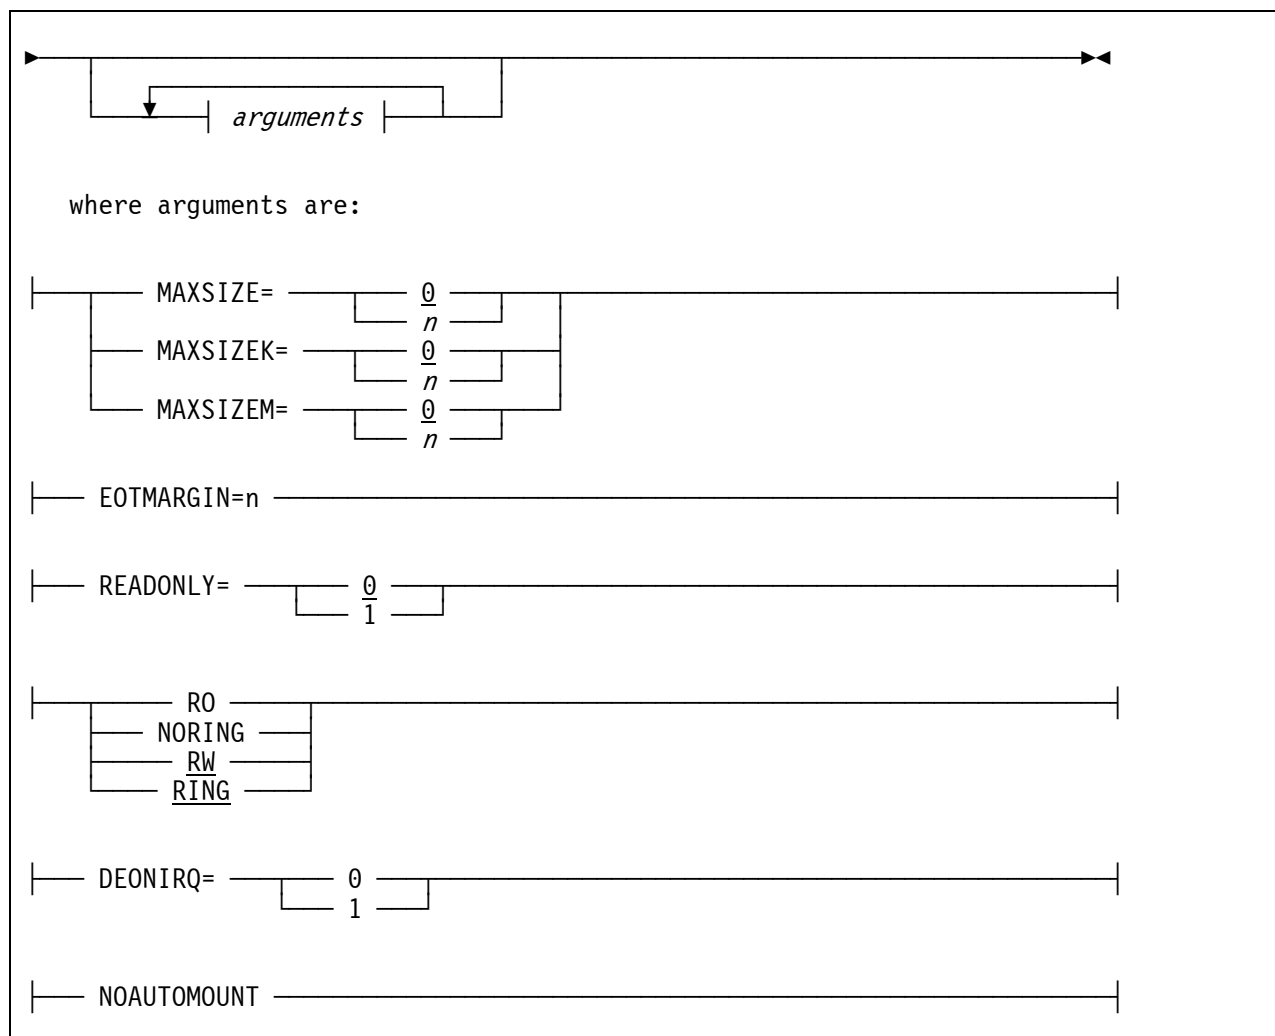 arguments
where arguments are:
MAXSIZE= 0
n
MAXSIZEK= 0
n
MAXSIZEM= 0
n
EOTMARGIN=n
READONLY= 0
1
RO
NORING
RW
RING
DEONIRQ= 0
1
NOAUTOMOUNT